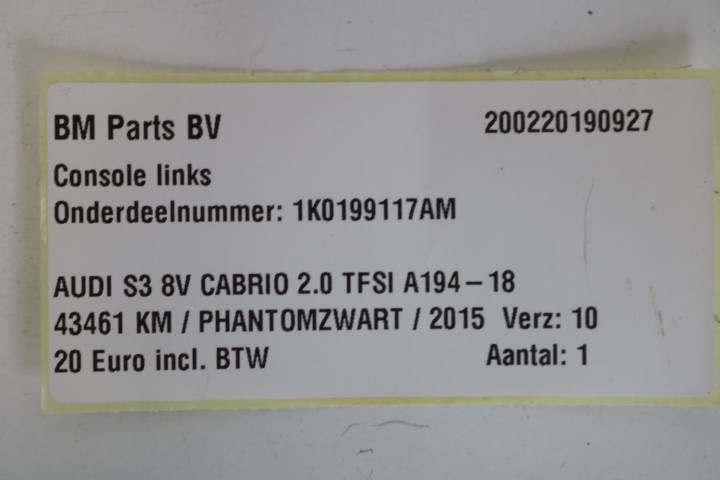 BM Parts BV 200220190927
Console links
Onderdeelnummer: 1K0199117AM
AUDI S3 8V CABRIO 2.0 TFSI A194-18
43461 KM / PHANTOMZWART / 2015 Verz: 10
20 Euro incl. BTW Aantal: 1